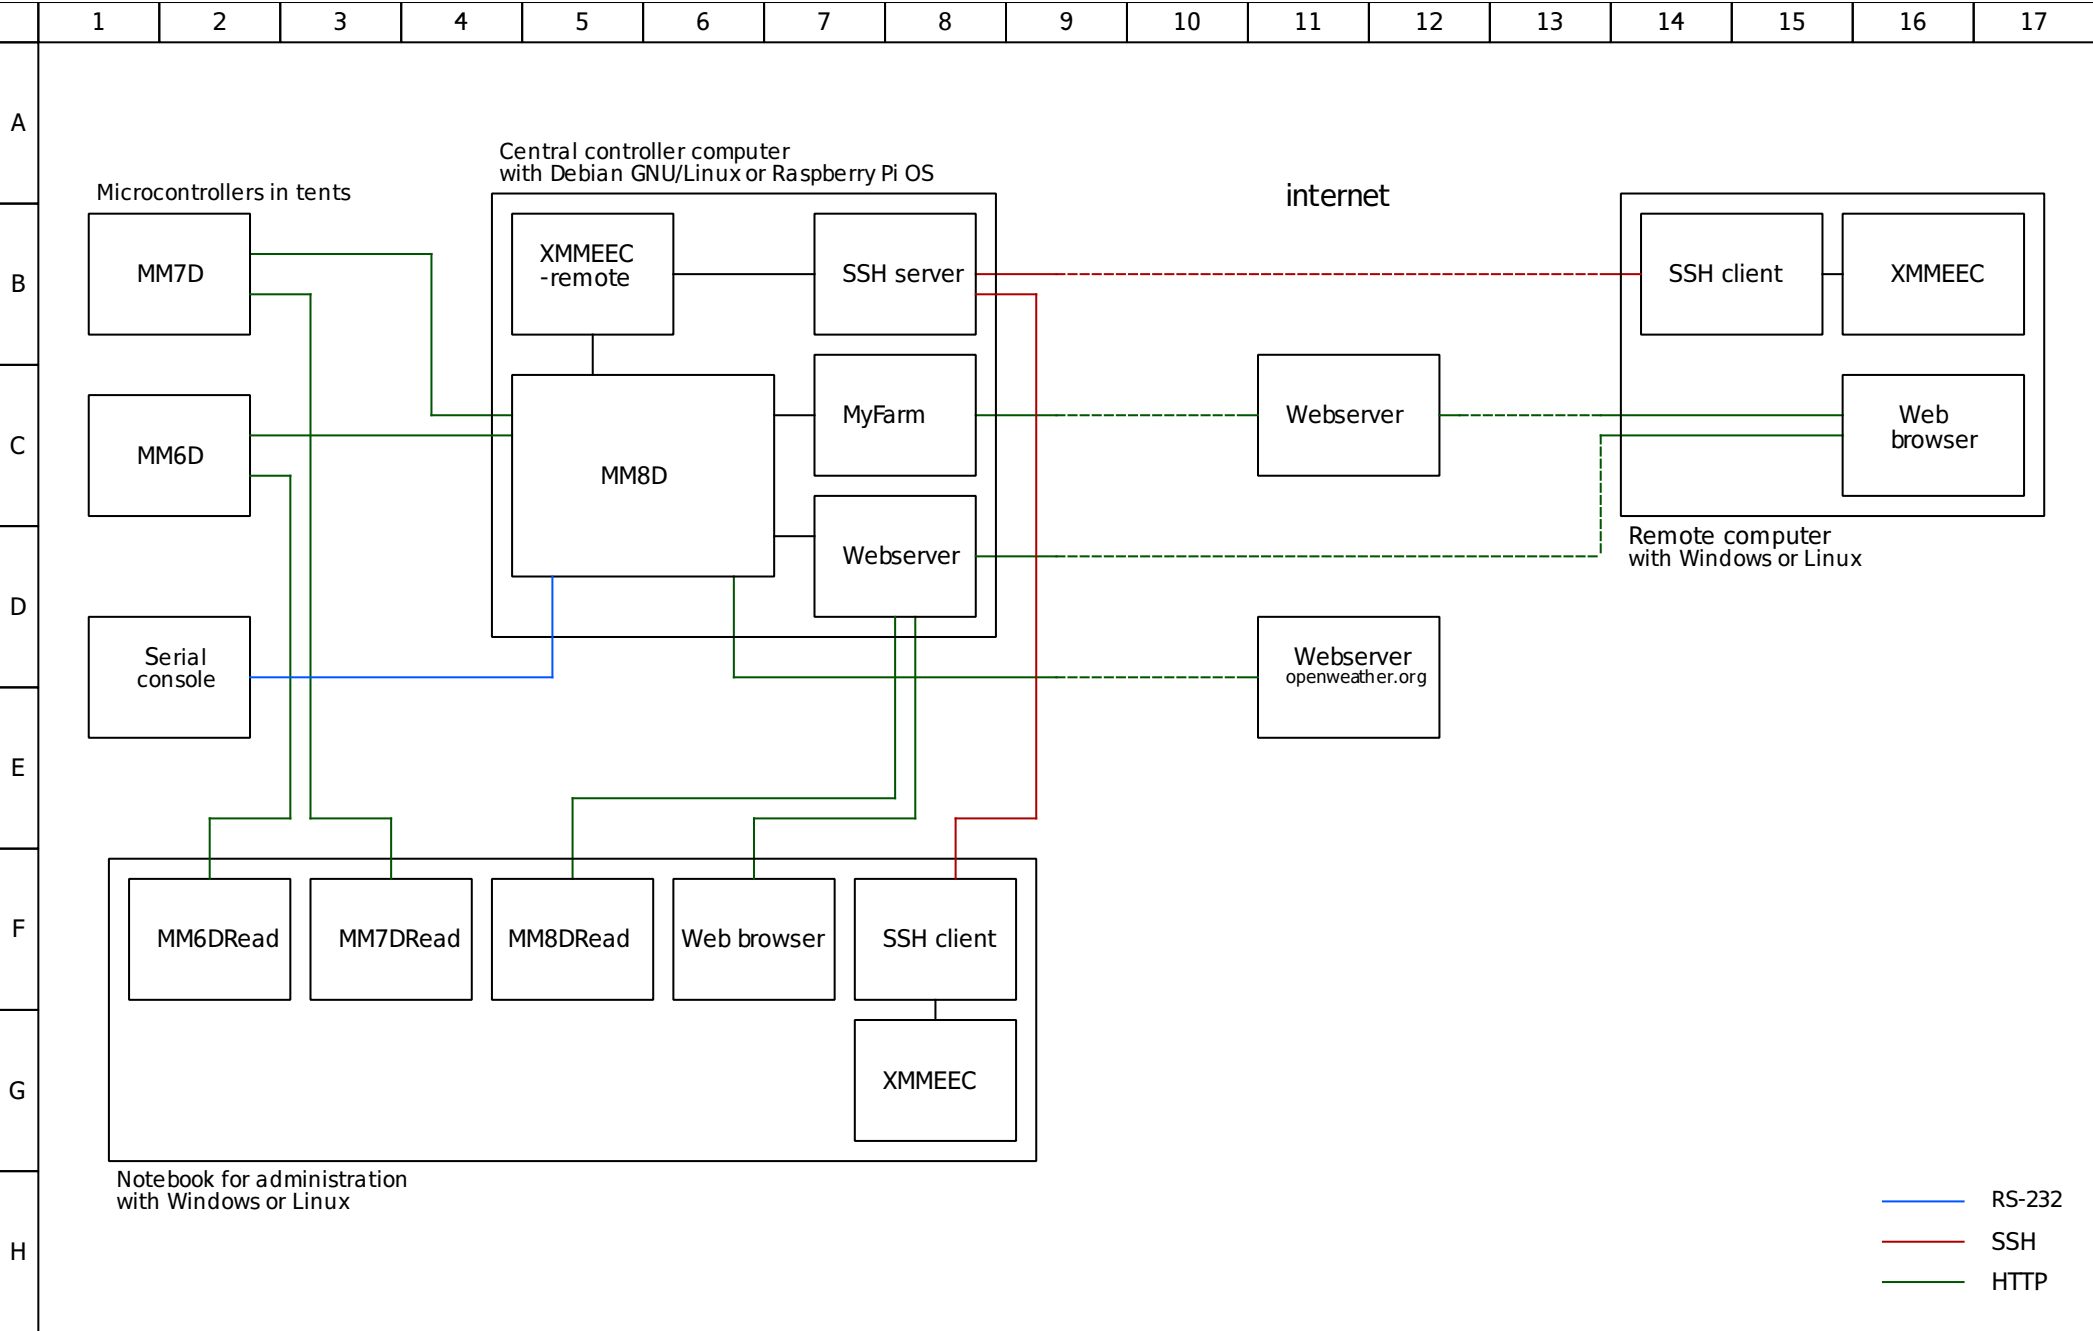 1 2 3 4 5 6 7 8 9 10 11 12 13 14 15 16 17
A
Central controller computer
with Debian GNU/Linux or Raspberry Pi OS
Microcontrollers in tents
internet
B
MM7D
XMMEEC
-remote
SSH server
SSH client
XMMEEC
C
MM6D
MM8D
MyFarm
Webserver
Web
browser
Webserver
Remote computer
with Windows or Linux
D
Serial
console
Webserver
openweather.org
E
F
MM6DRead
MM7DRead
MM8DRead
Web browser
SSH client
G
XMMEEC
Notebook for administration
with Windows or Linux
H
RS-232
SSH
HTTP